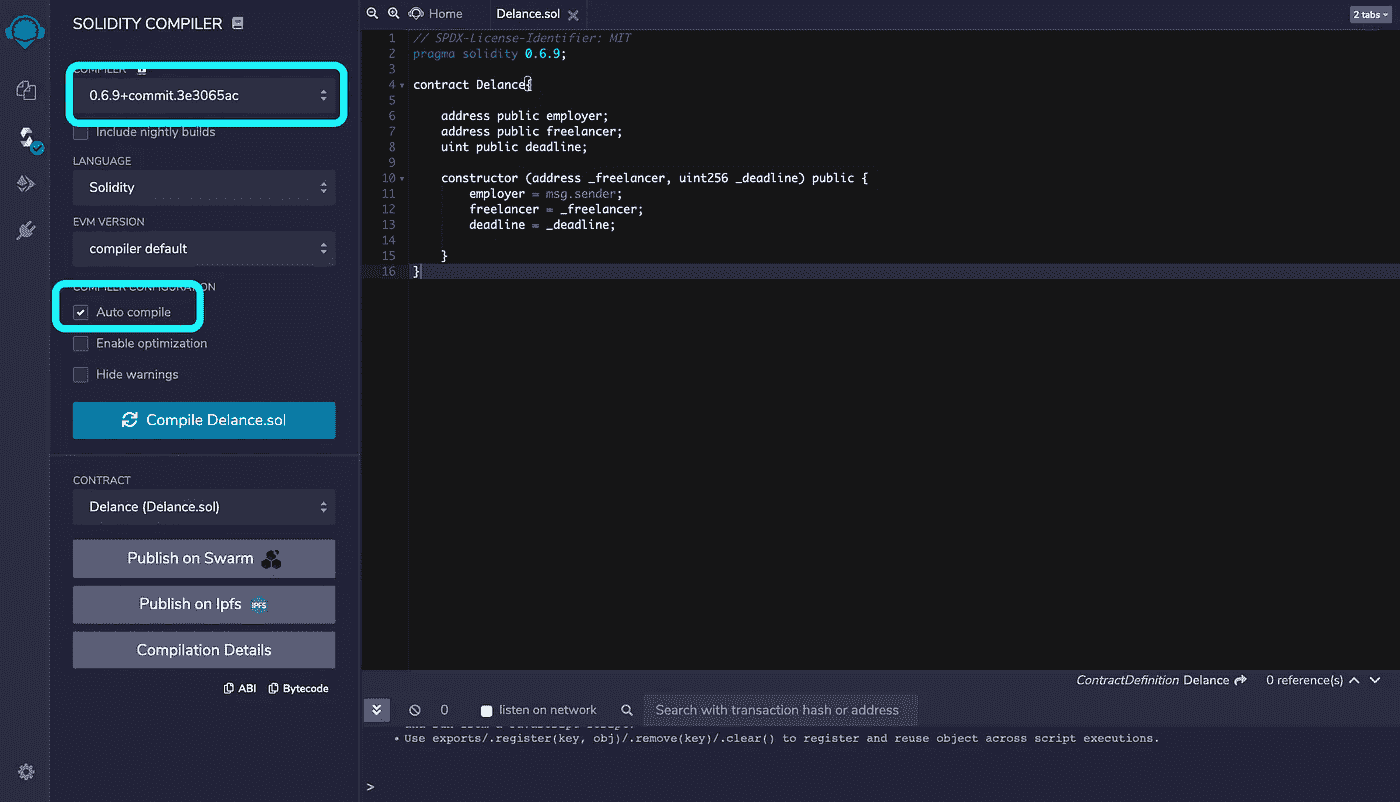 SOLIDITY COMPILER
COMPILER
0.6.9+commit.3e3065ac
Include nightly builds
LANGUAGE
Solidity
EVM VERSION
compiler default
COMPILER CONFIGURATION
Auto compile
Enable optimization
Hide warnings
Compile Delance.sol
CONTRACT
Delance (Delance.sol)
Publish on Swarm
Publish on Ipfs IPFS
Compilation Details
ABI Bytecode
Home Delance.sol 2 tabs
1 // SPDX-License-Identifier: MIT
2 pragma solidity 0.6.9;
3
4 contract Delance{
5
6 address public employer;
7 address public freelancer;
8 uint public deadline;
9
10 constructor (address _freelancer, uint256 _deadline) public {
11 employer = msg.sender;
12 freelancer = _freelancer;
13 deadline = _deadline;
14
15 }
16 }
ContractDefinition Delance 0 reference(s)
0 listen on network Search with transaction hash or address
and run from a JavaScript script.
• Use exports/.register(key, obj)/.remove(key)/.clear() to register and reuse object across script executions.
>